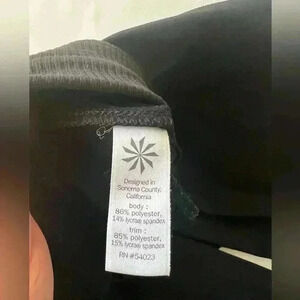 Designed in
Sonoma County,
California
body :
86% polyester,
14% lycra® spandex
trim :
85% polyester,
15% lycra® spandex
RN #54023